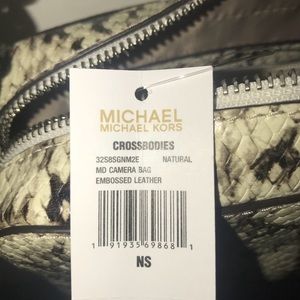 MICHAEL
MICHAEL KORS
CROSSBODIES
32S8SGNM2E NATURAL
MD CAMERA BAG
EMBOSSED LEATHER
1 91935 69868 1
NS